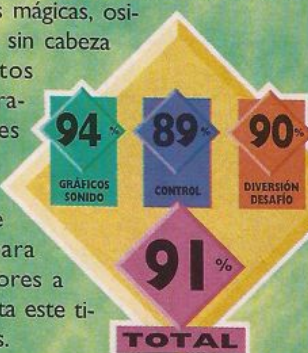 s mágicas, osi-
sin cabeza
tos
ra-
es
e
ara
ores a
ta este ti-
s.
94%
GRÁFICOS
SONIDO
89%
CONTROL
90%
DIVERSIÓN
DESAFÍO
91%
TOTAL